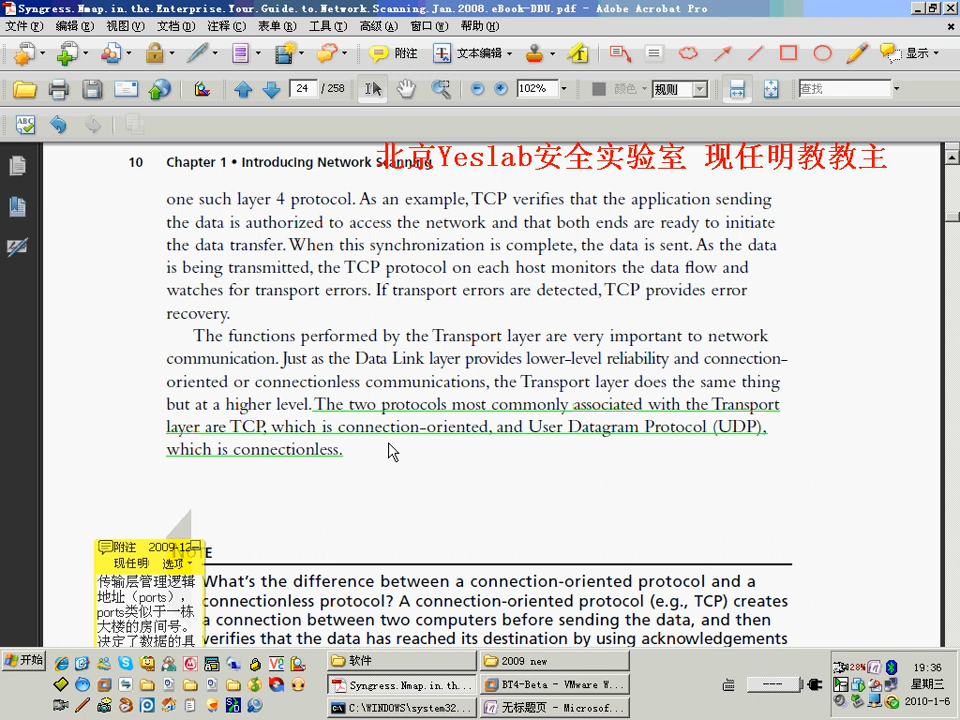 Syngress.Nmap.in.the.Enterprise.Your.Guide.to.Network.Scanning.Jan.2008.eBook-DDU.pdf - Adobe Acrobat Pro
文件(F) 编辑(E) 视图(V) 文档(D) 注释(C) 表单(R) 工具(T) 高级(A) 窗口(W) 帮助(H)
附注 文本编辑 显示
24 / 258 102% 颜色 规则 查找
10 Chapter 1 • Introducing Network Scanning
北京Yeslab安全实验室 现任明教教主
one such layer 4 protocol. As an example, TCP verifies that the application sending
the data is authorized to access the network and that both ends are ready to initiate
the data transfer. When this synchronization is complete, the data is sent. As the data
is being transmitted, the TCP protocol on each host monitors the data flow and
watches for transport errors. If transport errors are detected, TCP provides error
recovery.
The functions performed by the Transport layer are very important to network
communication. Just as the Data Link layer provides lower-level reliability and connection-
oriented or connectionless communications, the Transport layer does the same thing
but at a higher level. The two protocols most commonly associated with the Transport
layer are TCP, which is connection-oriented, and User Datagram Protocol (UDP),
which is connectionless.
NOTE
附注 2009-12
现任明 选项
传输层管理逻辑
地址（ports），
ports类似于一栋
大楼的房间号。
决定了数据的具
What's the difference between a connection-oriented protocol and a
connectionless protocol? A connection-oriented protocol (e.g., TCP) creates
a connection between two computers before sending the data, and then
verifies that the data has reached its destination by using acknowledgements
开始
软件
2009 new
Syngress.Nmap.in.th...
BT4-Beta - VMware W...
C:\WINDOWS\system32...
无标题页 - Microsof...
28%
19:36
星期三
2010-1-6